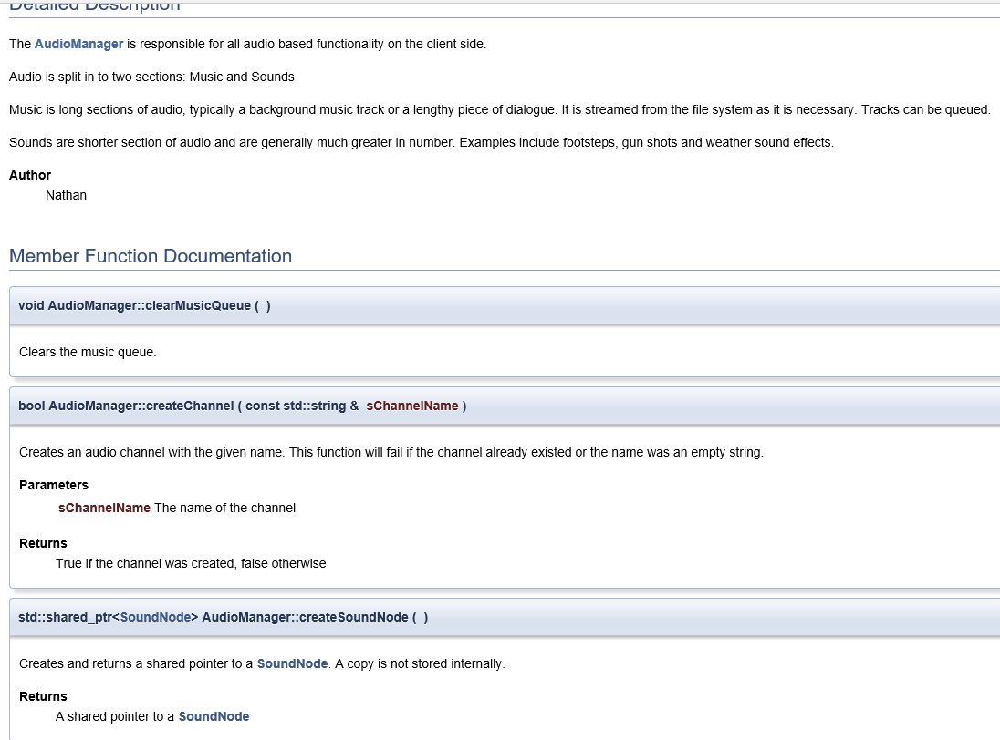 Detailed Description
The AudioManager is responsible for all audio based functionality on the client side.
Audio is split in to two sections: Music and Sounds
Music is long sections of audio, typically a background music track or a lengthy piece of dialogue. It is streamed from the file system as it is necessary. Tracks can be queued.
Sounds are shorter section of audio and are generally much greater in number. Examples include footsteps, gun shots and weather sound effects.
Author
Nathan
Member Function Documentation
void AudioManager::clearMusicQueue ( )
Clears the music queue.
bool AudioManager::createChannel ( const std::string & sChannelName )
Creates an audio channel with the given name. This function will fail if the channel already existed or the name was an empty string.
Parameters
sChannelName The name of the channel
Returns
True if the channel was created, false otherwise
std::shared_ptr<SoundNode> AudioManager::createSoundNode ( )
Creates and returns a shared pointer to a SoundNode. A copy is not stored internally.
Returns
A shared pointer to a SoundNode